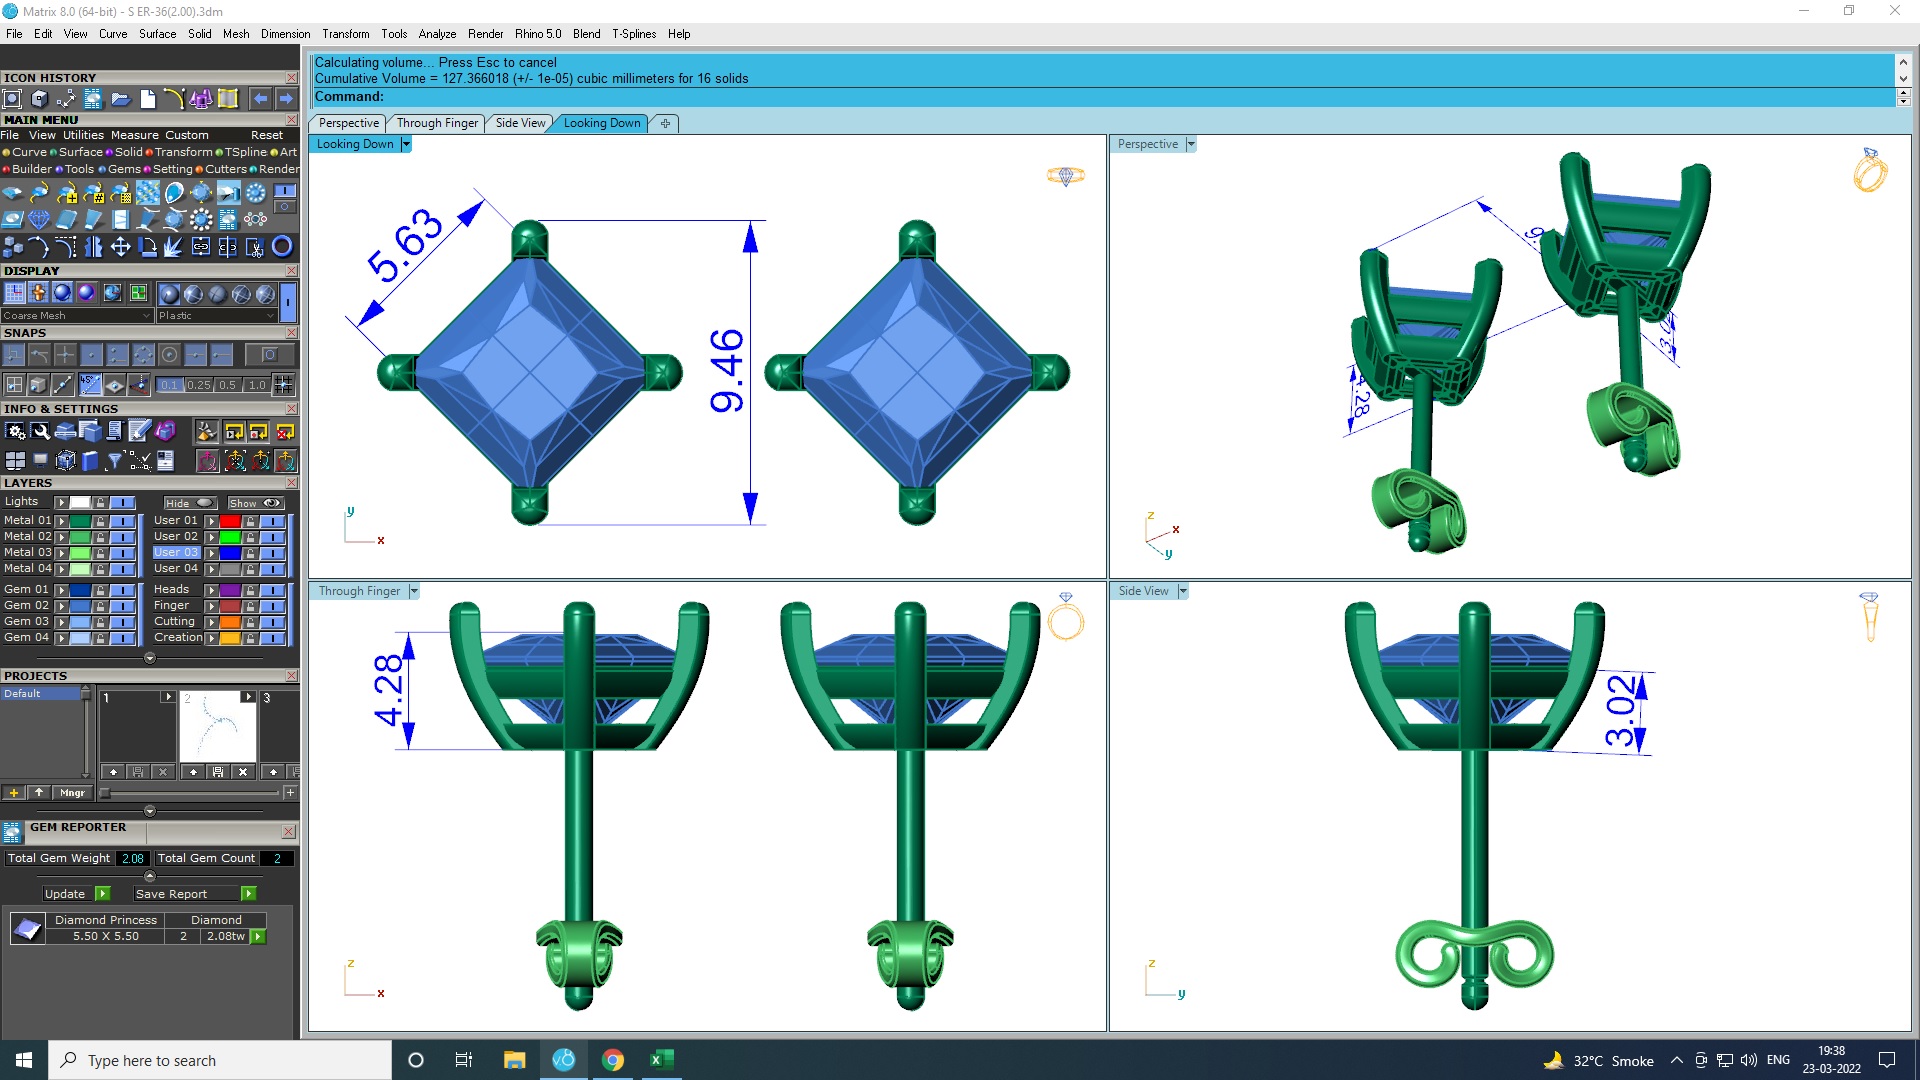 Matrix 8.0 (64-bit) - S ER-36(2.00).3dm
File Edit View Curve Surface Solid Mesh Dimension Transform Tools Analyze Render Rhino 5.0 Blend T-Splines Help
Calculating volume... Press Esc to cancel
Cumulative Volume = 127.366018 (+/- 1e-05) cubic millimeters for 16 solids
Command:
Perspective Through Finger Side View Looking Down
ICON HISTORY
MAIN MENU
File View Utilities Measure Custom Reset
Curve Surface Solid Transform TSpline Art
Builder Tools Gems Setting Cutters Render
DISPLAY
Coarse Mesh Plastic
SNAPS
45°
0.1 0.25 0.5 1.0
INFO & SETTINGS
LAYERS
Lights Hide Show
Metal 01 User 01
Metal 02 User 02
Metal 03 User 03
Metal 04 User 04
Gem 01 Heads
Gem 02 Finger
Gem 03 Cutting
Gem 04 Creation
PROJECTS
Default
1 2 3
Mngr
GEM REPORTER
Total Gem Weight 2.08 Total Gem Count 2
Update Save Report
Diamond Princess Diamond
5.50 X 5.50 2 2.08tw
Looking Down
5.63
9.46
y
x
Perspective
4.28
z
x
y
Through Finger
4.28
z
x
Side View
3.02
z
y
Type here to search
32°C Smoke
ENG
19:38
23-03-2022